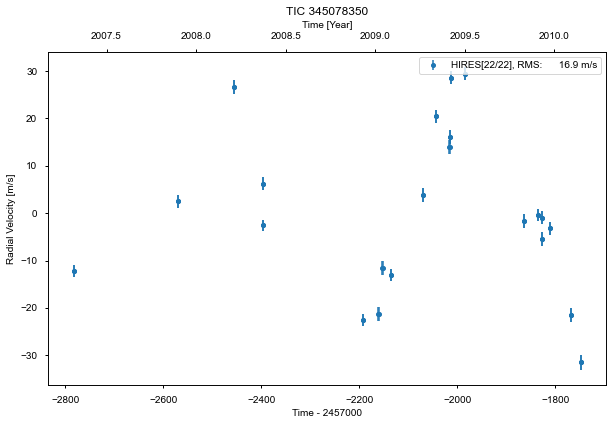 TIC 345078350
Time [Year]
2007.5 2008.0 2008.5 2009.0 2009.5 2010.0
HIRES[22/22], RMS: 16.9 m/s
Radial Velocity [m/s]
30
20
10
0
−10
−20
−30
−2800 −2600 −2400 −2200 −2000 −1800
Time - 2457000